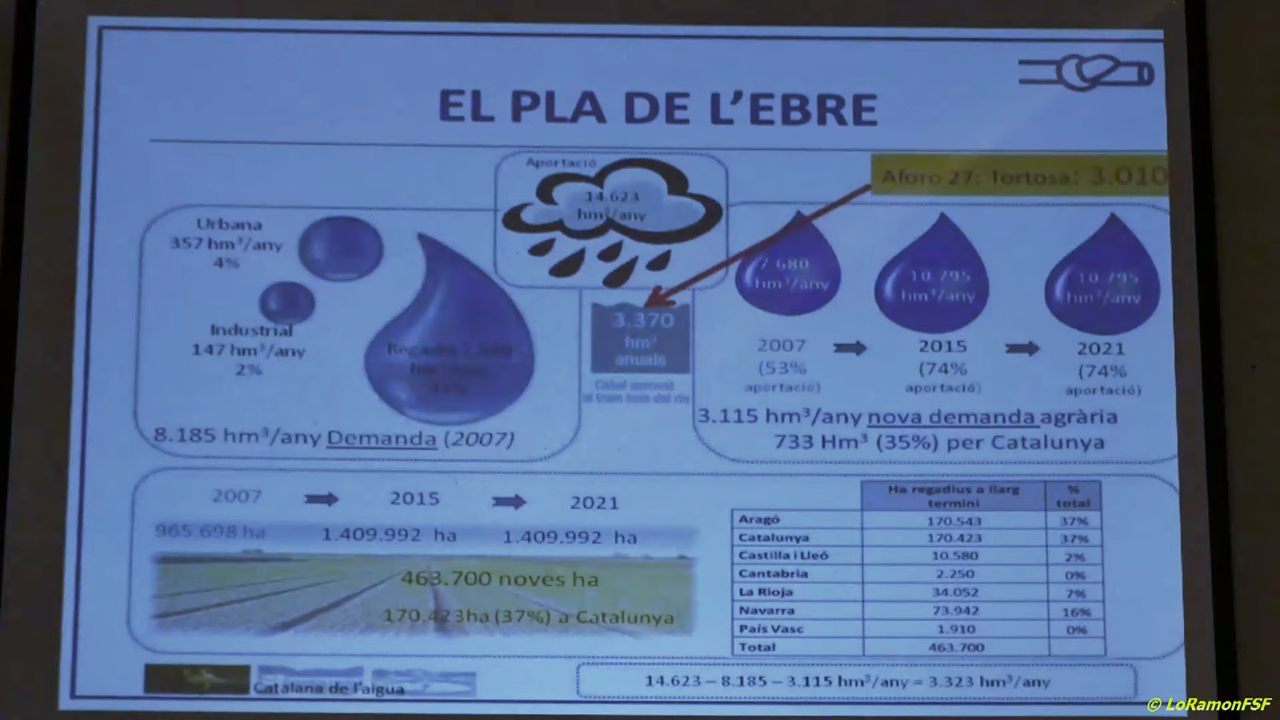 EL PLA DE L'EBRE
Aportació
14.623
hm³/any
Aforo 27: Tortosa: 3.010
Urbana
357 hm³/any
4%
Industrial
147 hm³/any
2%
8.185 hm³/any Demanda (2007)
3.370
hm³
anuals
7.680
hm³/any
10.795
hm³/any
10.795
hm³/any
2007
(53%
aportació)
2015
(74%
aportació)
2021
(74%
aportació)
3.115 hm³/any nova demanda agrària
733 Hm³ (35%) per Catalunya
2007 2015 2021
965.698 ha 1.409.992 ha 1.409.992 ha
463.700 noves ha
170.423ha (37%) a Catalunya
Ha regadius a llarg termini % total
Aragó 170.543 37%
Catalunya 170.423 37%
Castilla i Lleó 10.580 2%
Cantabria 2.250 0%
La Rioja 34.052 7%
Navarra 73.942 16%
País Vasc 1.910 0%
Total 463.700
Catalana de l'aigua
14.623 – 8.185 – 3.115 hm³/any = 3.323 hm³/any
© LoRamonFSF